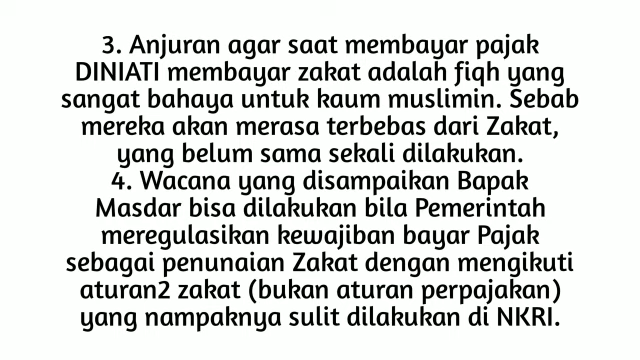 3. Anjuran agar saat membayar pajak
DINIATI membayar zakat adalah fiqh yang
sangat bahaya untuk kaum muslimin. Sebab
mereka akan merasa terbebas dari Zakat,
yang belum sama sekali dilakukan.
4. Wacana yang disampaikan Bapak
Masdar bisa dilakukan bila Pemerintah
meregulasikan kewajiban bayar Pajak
sebagai penunaian Zakat dengan mengikuti
aturan2 zakat (bukan aturan perpajakan)
yang nampaknya sulit dilakukan di NKRI.